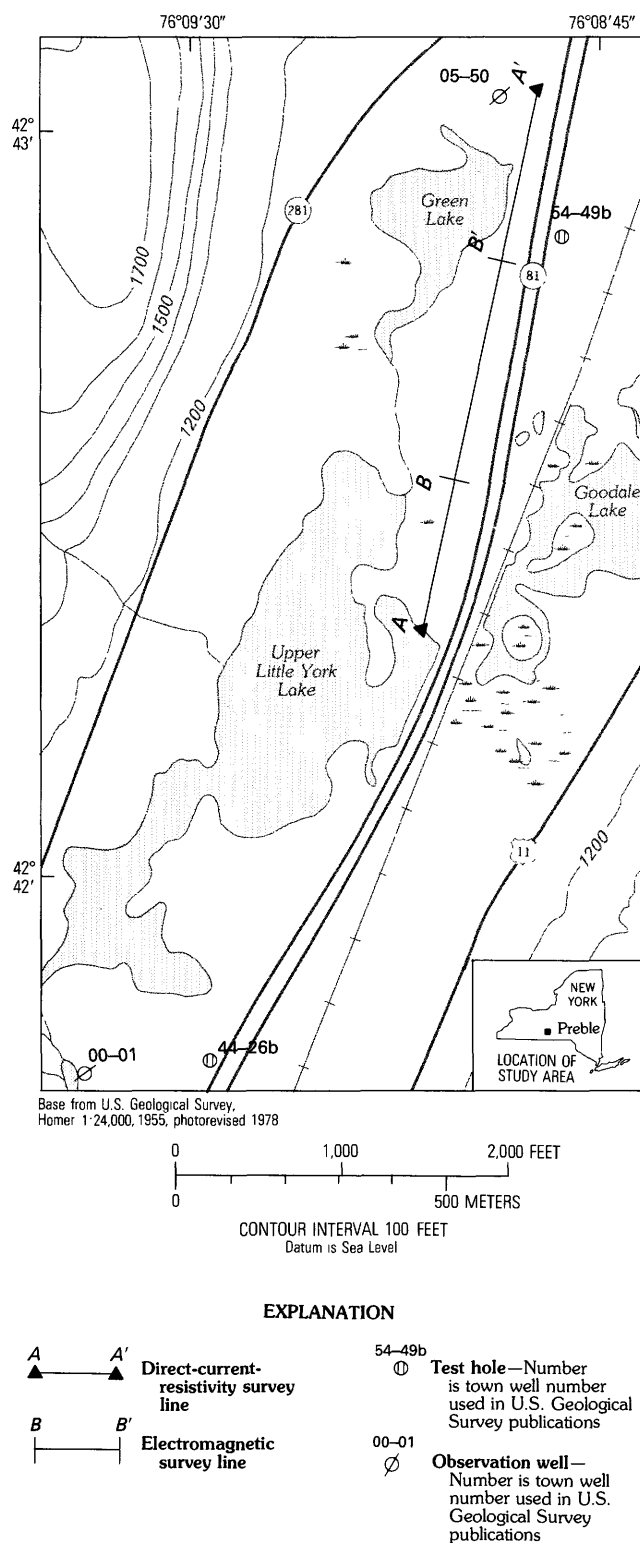 76°09'30"
76°08'45"
42°
43'
05–50
A'
Green
Lake
281
54–49b
B'
81
1700
1500
1200
B
Goodale
Lake
A
Upper
Little York
Lake
42°
42'
11
1200
NEW
YORK
Preble
LOCATION OF
STUDY AREA
00–01
44–26b
Base from U.S. Geological Survey,
Homer 1:24,000, 1955, photorevised 1978
0 1,000 2,000 FEET
0 500 METERS
CONTOUR INTERVAL 100 FEET
Datum is Sea Level
EXPLANATION
A A'
Direct-current-
resistivity survey
line
B B'
Electromagnetic
survey line
54–49b
Test hole—Number
is town well number
used in U.S. Geological
Survey publications
00–01
Observation well—
Number is town well
number used in U.S.
Geological Survey
publications